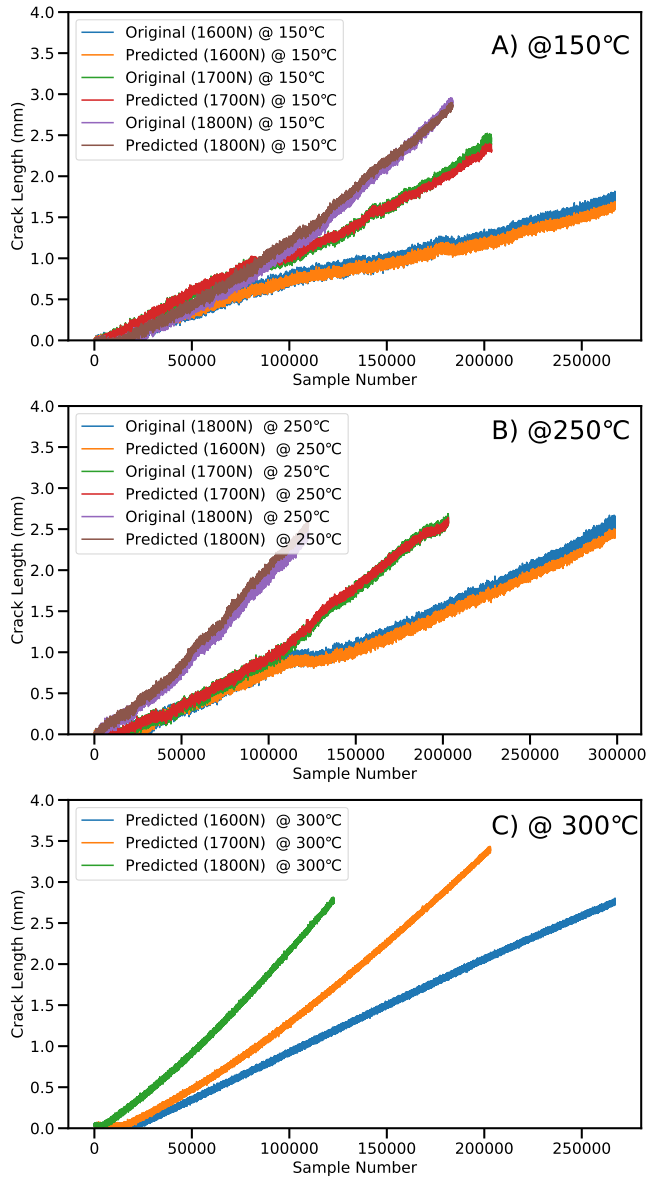 4.0
3.5
3.0
2.5
2.0
1.5
1.0
0.5
0.0
Crack Length (mm)
Original (1600N) @ 150℃
Predicted (1600N) @ 150℃
Original (1700N) @ 150℃
Predicted (1700N) @ 150℃
Original (1800N) @ 150℃
Predicted (1800N) @ 150℃
A) @150℃
0 50000 100000 150000 200000 250000
Sample Number
4.0
3.5
3.0
2.5
2.0
1.5
1.0
0.5
0.0
Crack Length (mm)
Original (1800N) @ 250℃
Predicted (1600N) @ 250℃
Original (1700N) @ 250℃
Predicted (1700N) @ 250℃
Original (1800N) @ 250℃
Predicted (1800N) @ 250℃
B) @250℃
0 50000 100000 150000 200000 250000 300000
Sample Number
4.0
3.5
3.0
2.5
2.0
1.5
1.0
0.5
0.0
Crack Length (mm)
Predicted (1600N) @ 300℃
Predicted (1700N) @ 300℃
Predicted (1800N) @ 300℃
C) @ 300℃
0 50000 100000 150000 200000 250000
Sample Number